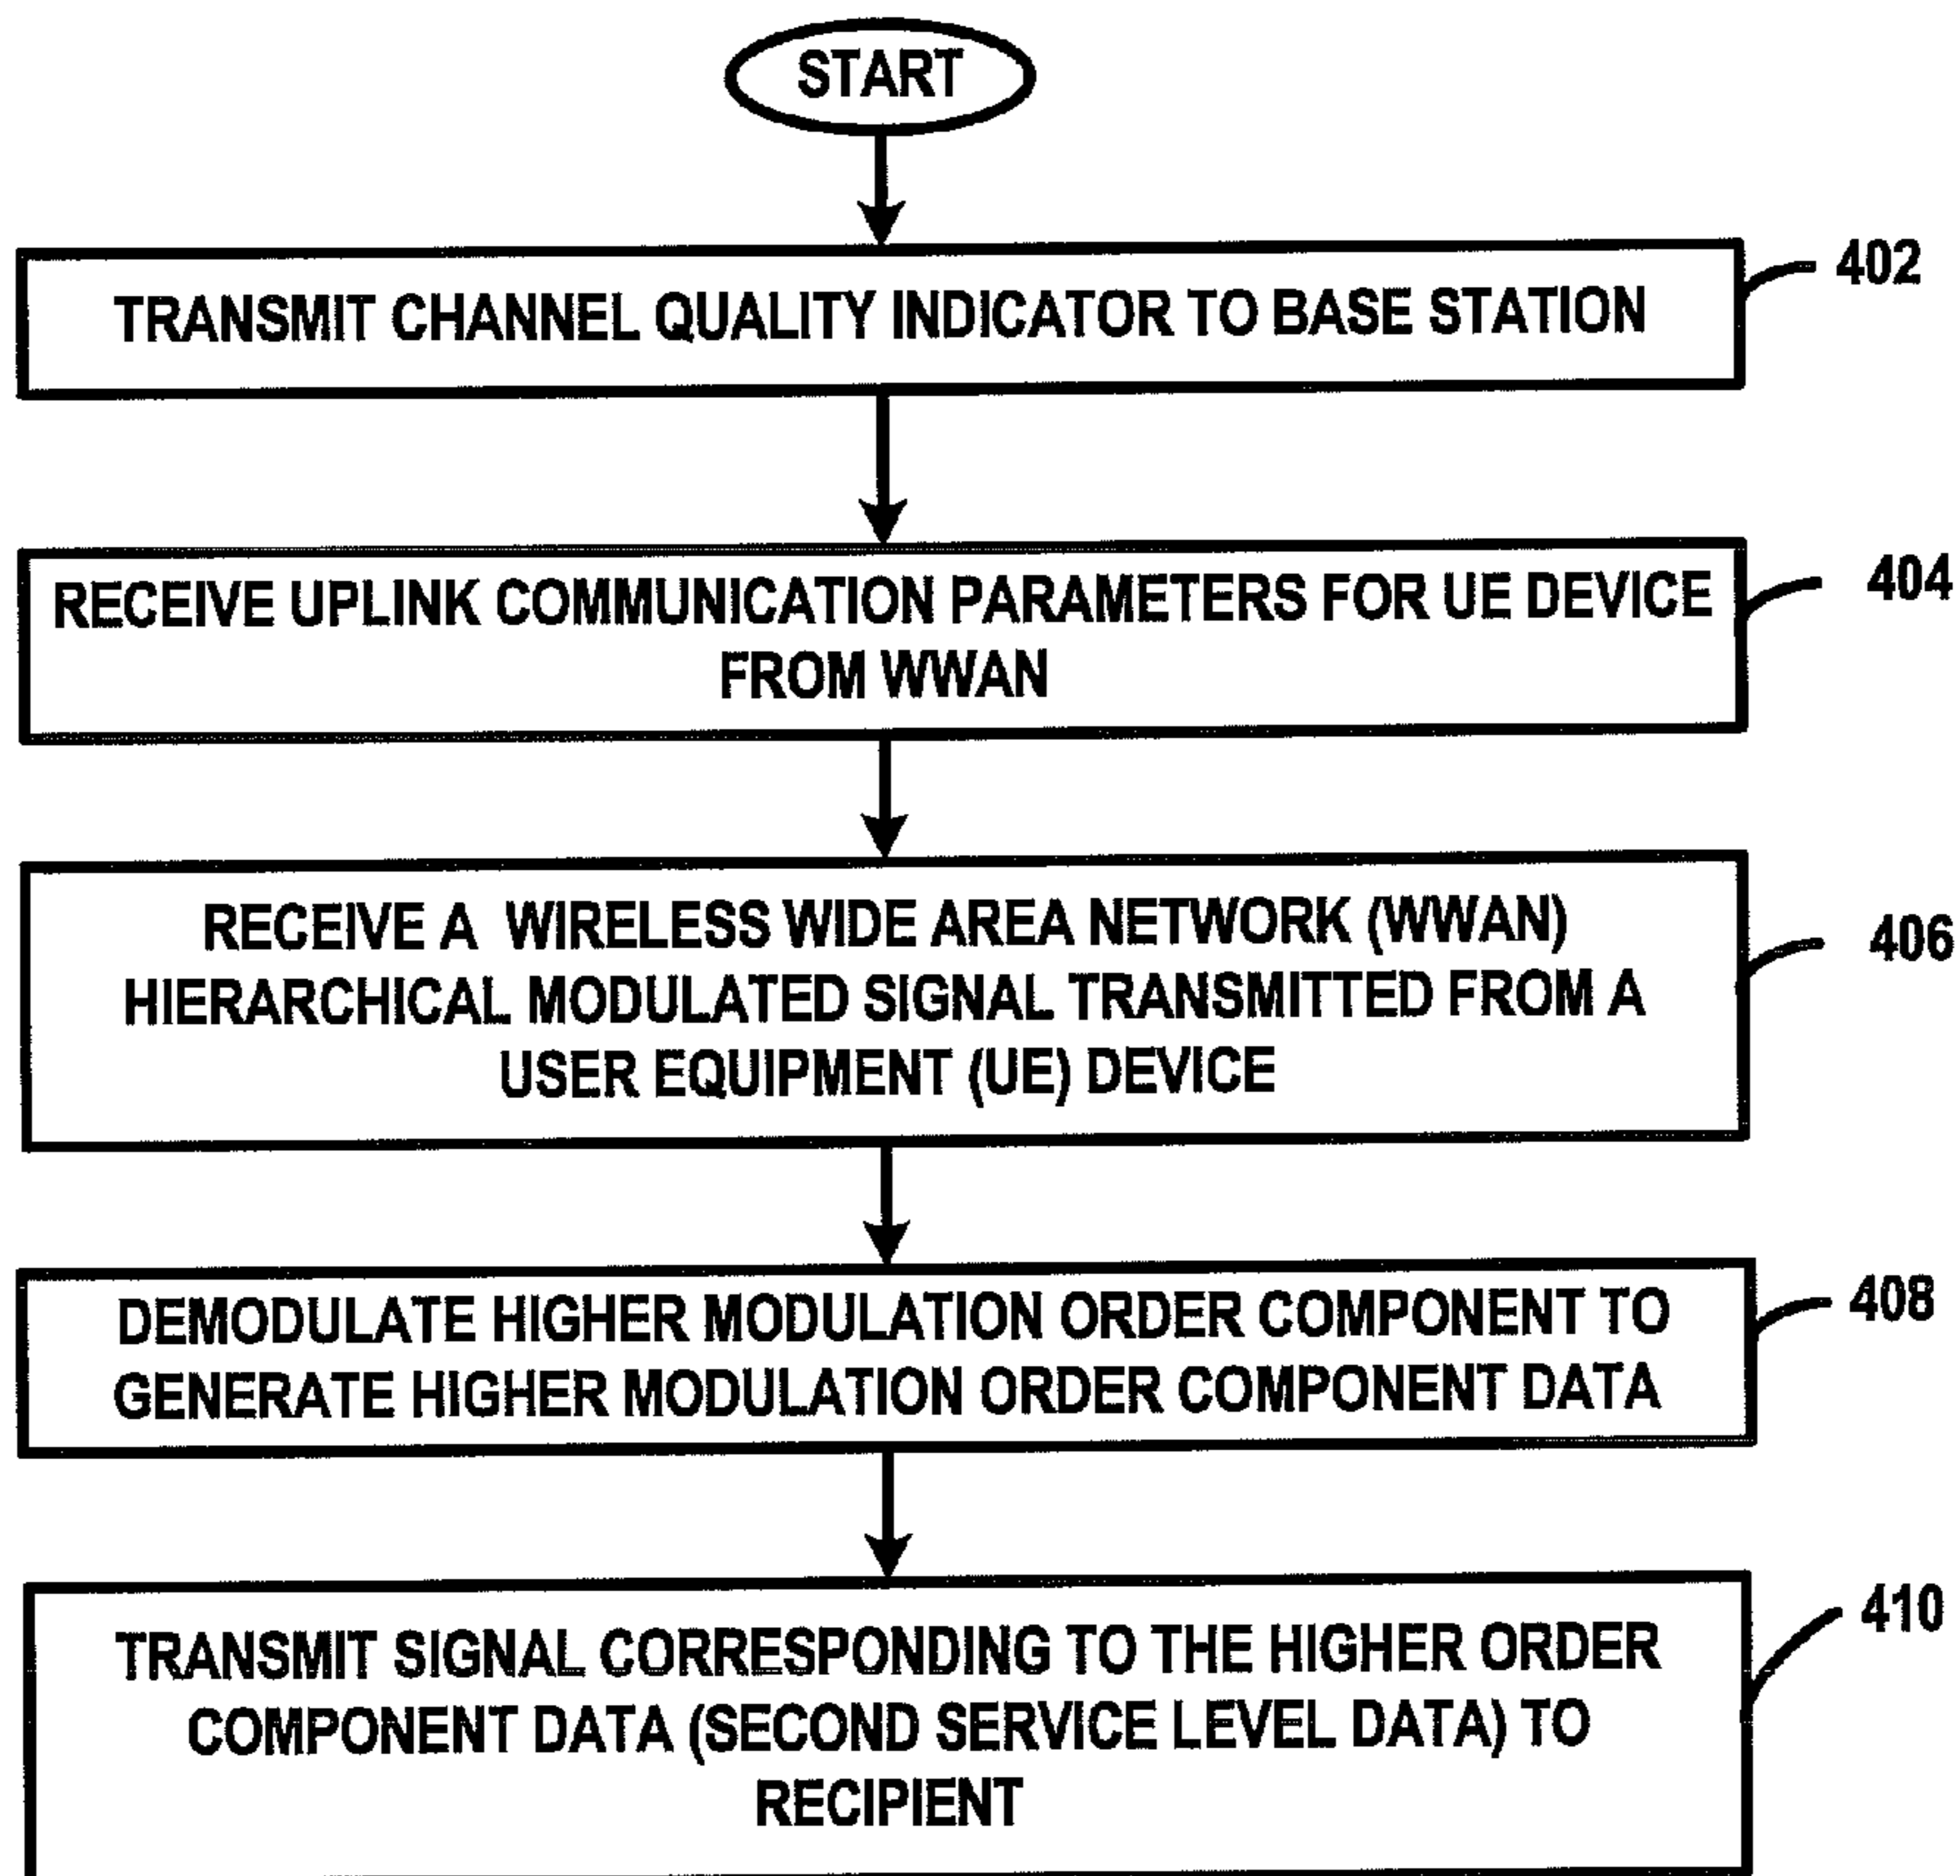 START
402
TRANSMIT CHANNEL QUALITY INDICATOR TO BASE STATION
404
RECEIVE UPLINK COMMUNICATION PARAMETERS FOR UE DEVICE
FROM WWAN
406
RECEIVE A WIRELESS WIDE AREA NETWORK (WWAN)
HIERARCHICAL MODULATED SIGNAL TRANSMITTED FROM A
USER EQUIPMENT (UE) DEVICE
408
DEMODULATE HIGHER MODULATION ORDER COMPONENT TO
GENERATE HIGHER MODULATION ORDER COMPONENT DATA
410
TRANSMIT SIGNAL CORRESPONDING TO THE HIGHER ORDER
COMPONENT DATA (SECOND SERVICE LEVEL DATA) TO
RECIPIENT